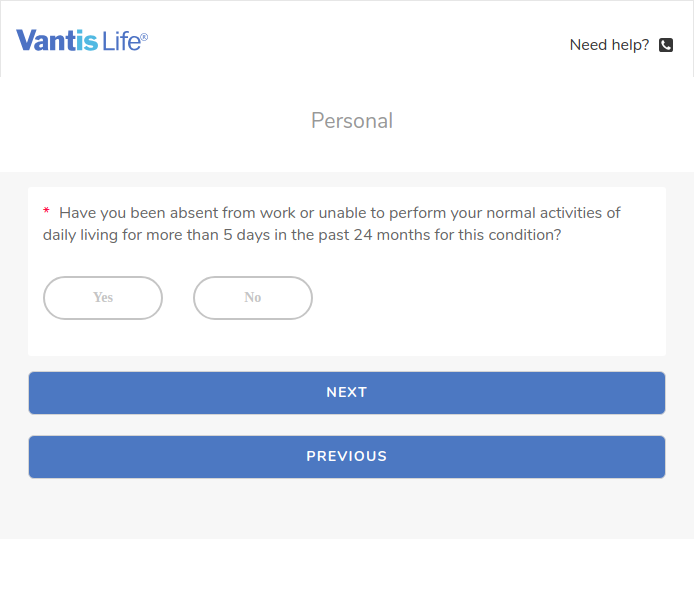 Vantis Life®
Need help?
Personal
* Have you been absent from work or unable to perform your normal activities of
daily living for more than 5 days in the past 24 months for this condition?
Yes No
NEXT
PREVIOUS